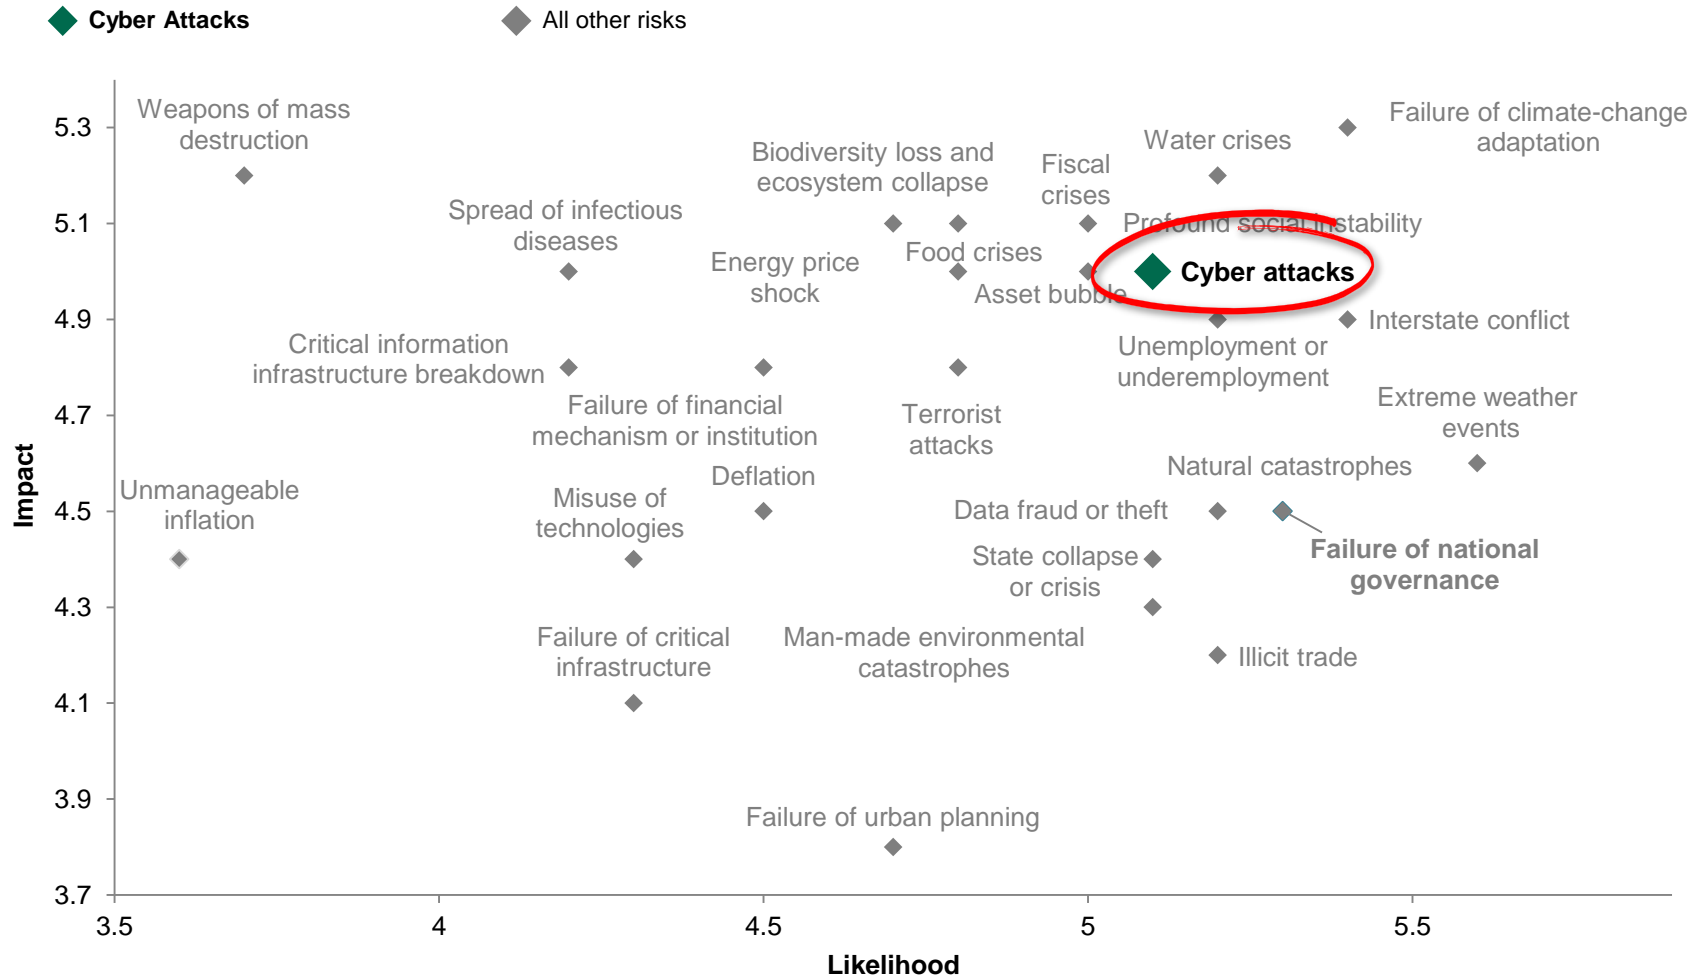 Cyber Attacks
All other risks
Weapons of mass
destruction
Failure of climate-change
adaptation
Water crises
Biodiversity loss and
ecosystem collapse
Fiscal
crises
Spread of infectious
diseases
Profound social instability
Energy price
shock
Food crises
Asset bubble
Cyber attacks
Interstate conflict
Critical information
infrastructure breakdown
Unemployment or
underemployment
Failure of financial
mechanism or institution
Terrorist
attacks
Extreme weather
events
Deflation
Natural catastrophes
Unmanageable
inflation
Misuse of
technologies
Data fraud or theft
State collapse
or crisis
Failure of national
governance
Failure of critical
infrastructure
Man-made environmental
catastrophes
Illicit trade
Failure of urban planning
Impact
5.3
5.1
4.9
4.7
4.5
4.3
4.1
3.9
3.7
3.5
4
4.5
5
5.5
Likelihood